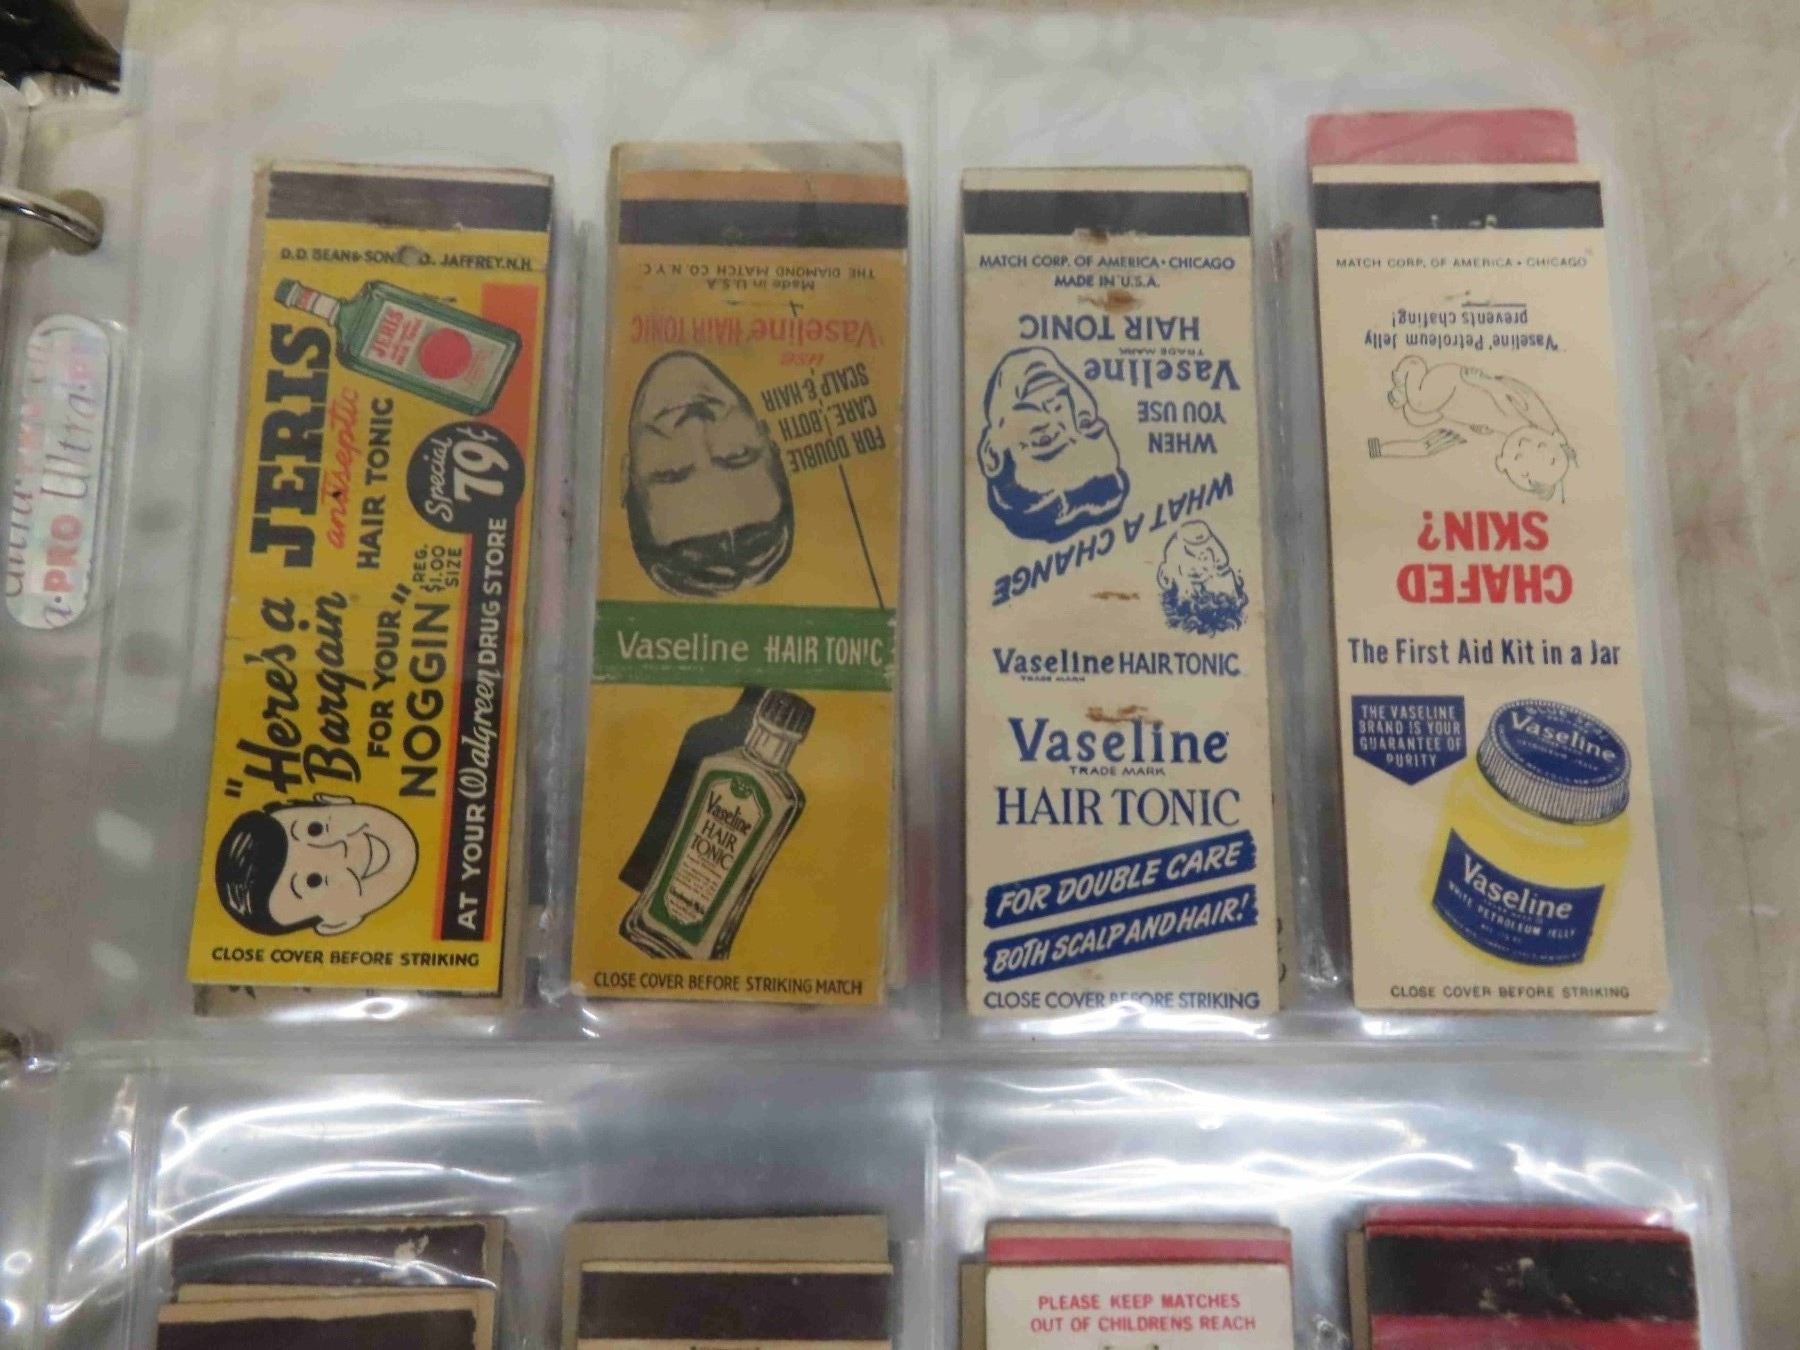 D.D. BEAN & SON JAFFREY. N.H.
JERIS
antiseptic
HAIR TONIC
JERIS
"Here's a
Bargain
FOR YOUR
NOGGIN"
REG.
$1.00
SIZE
Special
79¢
AT YOUR Walgreen DRUG STORE
CLOSE COVER BEFORE STRIKING
THE DIAMOND MATCH CO. N.Y.C.
Made in U.S.A
'Vaseline' HAIR TONIC
use
FOR DOUBLE
CARE, BOTH
SCALP & HAIR
Vaseline HAIR TONIC
Vaseline
HAIR
TONIC
CLOSE COVER BEFORE STRIKING MATCH
MATCH CORP. OF AMERICA • CHICAGO
MADE IN U.S.A.
WHAT A CHANGE
WHEN
YOU USE
Vaseline
TRADE MARK
HAIR TONIC
Vaseline HAIR TONIC
TRADE MARK
Vaseline
TRADE MARK
HAIR TONIC
FOR DOUBLE CARE
BOTH SCALP AND HAIR!
CLOSE COVER BEFORE STRIKING
MATCH CORP. OF AMERICA • CHICAGO
CHAFED
SKIN?
'Vaseline' Petroleum Jelly
prevents chafing!
The First Aid Kit in a Jar
THE VASELINE
BRAND IS YOUR
GUARANTEE OF
PURITY
Vaseline
Vaseline
WHITE PETROLEUM JELLY
CLOSE COVER BEFORE STRIKING
PLEASE KEEP MATCHES
OUT OF CHILDRENS REACH
PRO Ultra